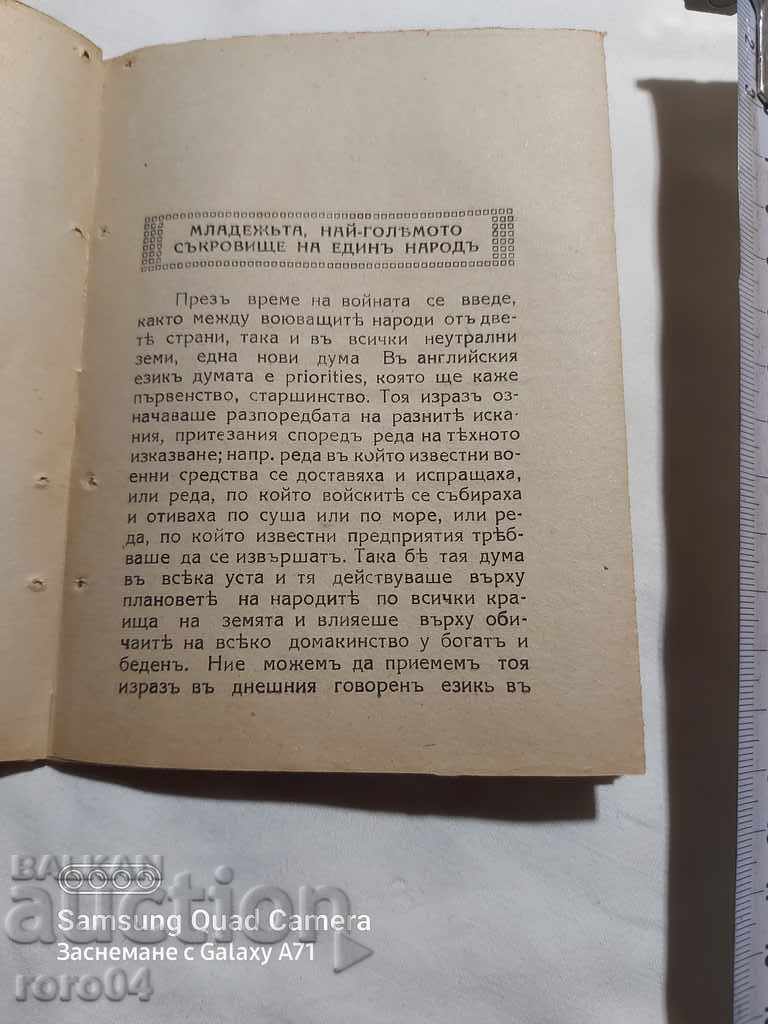 МЛАДЕЖЬТА, НАЙ-ГОЛѢМОТО
СЪКРОВИЩЕ НА ЕДИНЪ НАРОДЪ
Презъ време на войната се введе,
както между воюващитѣ народи отъ две-
тѣ страни, така и въ всички неутрални
земи, една нови дума Въ английския
езикъ думата е priorities, която ще каже
първенство, старшинство. Тоя изразъ оз-
начаваше разпоредбата на разнитѣ иска-
ния, притезания споредъ реда на тѣхното
изказване; напр. реда въ който известни во-
енни средства се доставяха и испращаха,
или реда, по който войскитѣ се събираха
и отиваха по суша или по море, или ре-
да, по който известни предприятия трѣб-
ваше да се извършатъ. Така бѣ тая дума
въ всѣка уста и тя действуваше върху
плановетѣ на народитѣ по всички кра-
ища на земята и влияеше върху оби-
чаитѣ на всѣко домакинство у богатъ и
беденъ. Ние можемъ да приемемъ тоя
изразъ въ днешния говоренъ езикъ въ
BALKAN
auction
Samsung Quad Camera
Заснемане с Galaxy A71
roro04